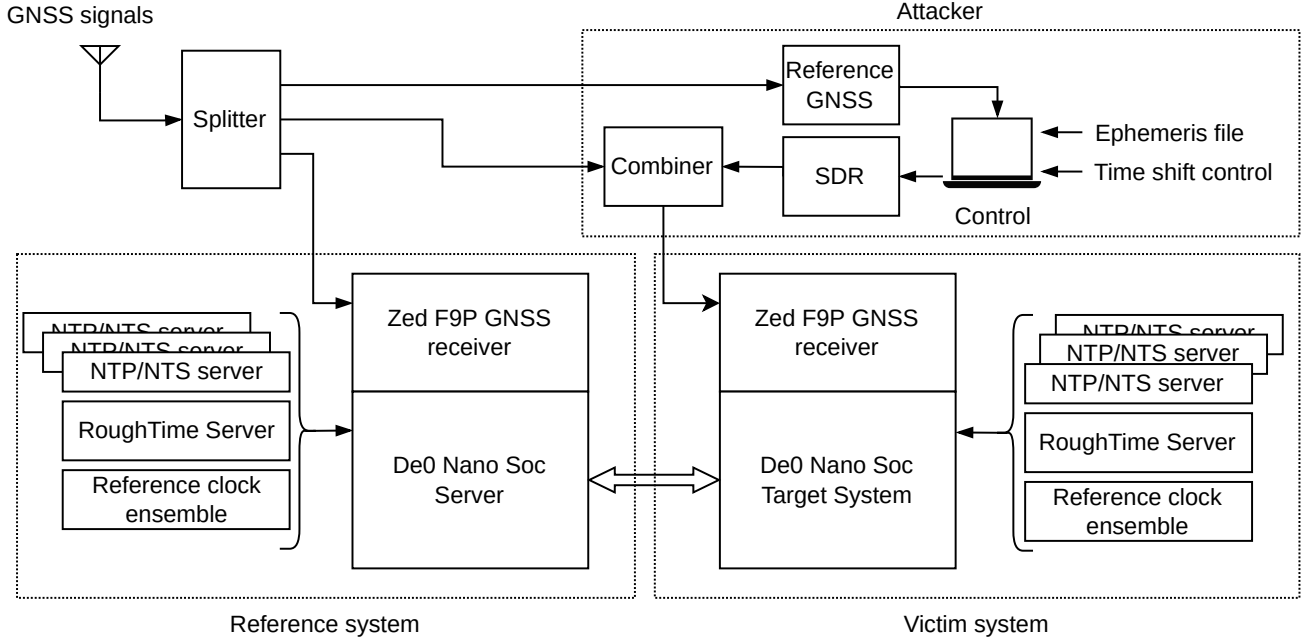 GNSS signals
Attacker
Splitter
Reference
GNSS
Combiner
SDR
Ephemeris file
Time shift control
Control
Zed F9P GNSS
receiver
NTP/NTS server
NTP/NTS server
NTP/NTS server
RoughTime Server
Reference clock
ensemble
De0 Nano Soc
Server
Zed F9P GNSS
receiver
De0 Nano Soc
Target System
NTP/NTS server
NTP/NTS server
NTP/NTS server
RoughTime Server
Reference clock
ensemble
Reference system
Victim system